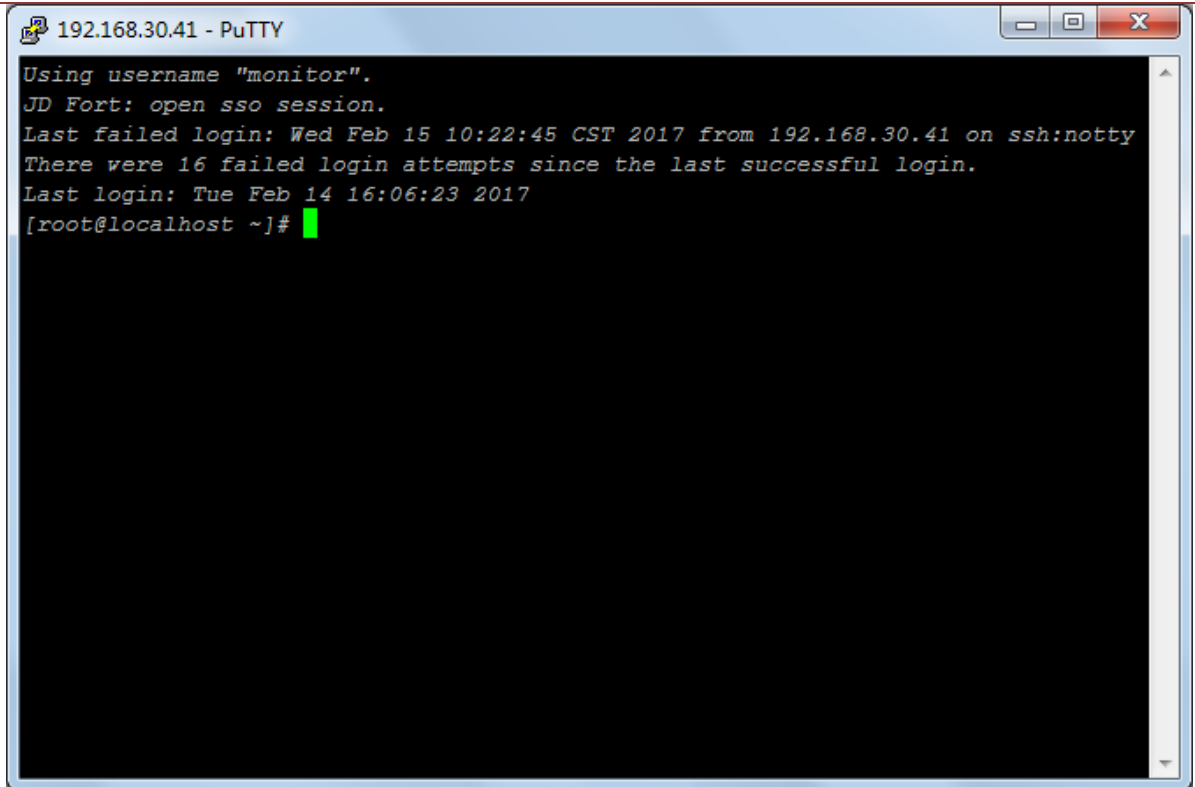 192.168.30.41 - PuTTY
Using username "monitor".
JD Fort: open sso session.
Last failed login: Wed Feb 15 10:22:45 CST 2017 from 192.168.30.41 on ssh:notty
There were 16 failed login attempts since the last successful login.
Last login: Tue Feb 14 16:06:23 2017
[root@localhost ~]#